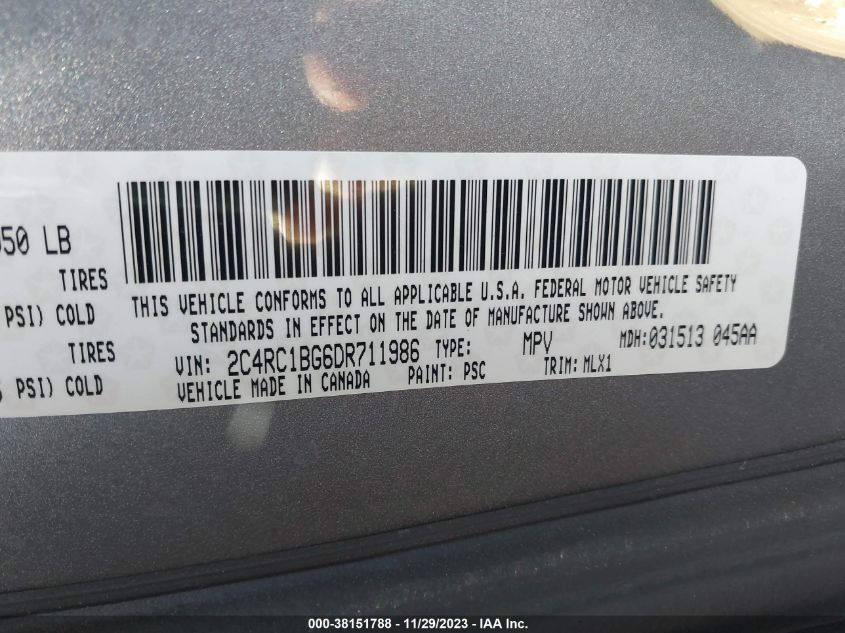 050 LB
TIRES
PSI) COLD
TIRES
PSI) COLD
THIS VEHICLE CONFORMS TO ALL APPLICABLE U.S.A. FEDERAL MOTOR VEHICLE SAFETY
STANDARDS IN EFFECT ON THE DATE OF MANUFACTURE SHOWN ABOVE.
VIN: 2C4RC1BG6DR711986 TYPE: MPV MDH:031513 045AA
VEHICLE MADE IN CANADA PAINT: PSC TRIM: MLX1
000-38151788 - 11/29/2023 - IAA Inc.